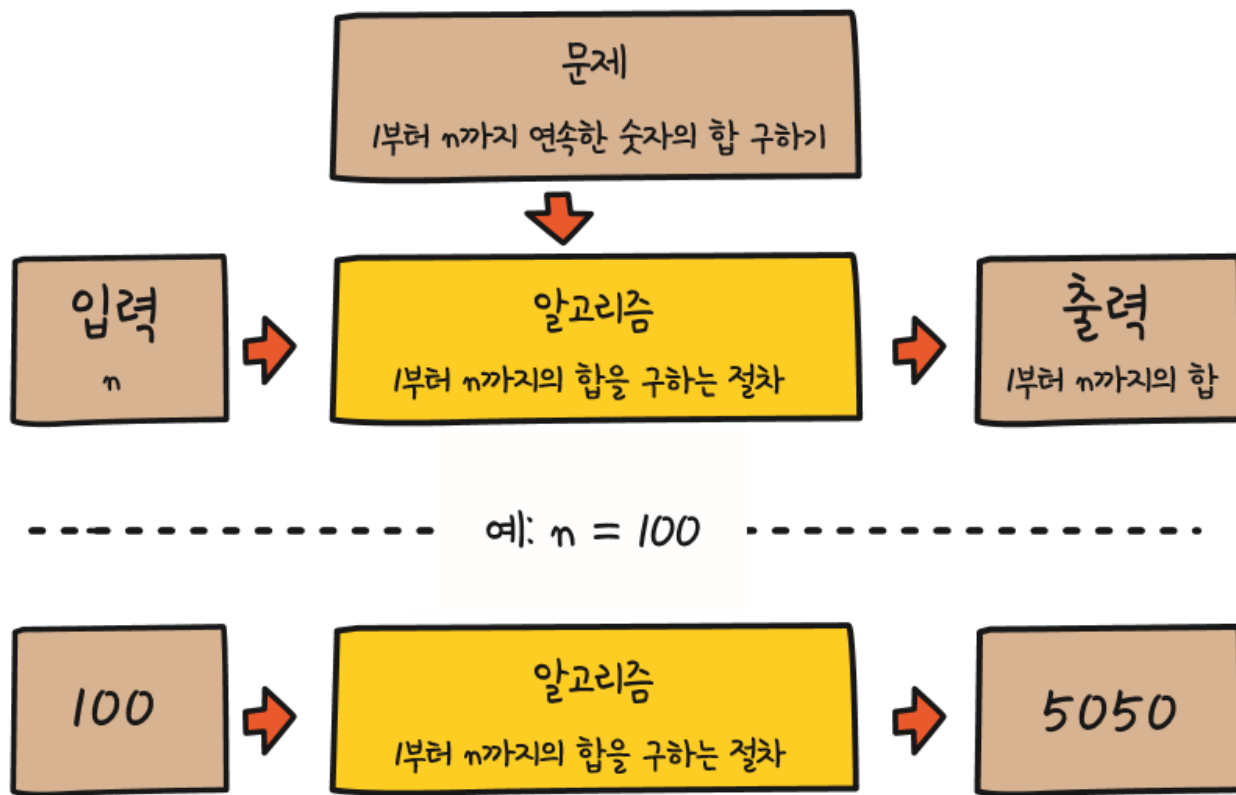 문제
1부터 n까지 연속한 숫자의 합 구하기
입력
n
알고리즘
1부터 n까지의 합을 구하는 절차
출력
1부터 n까지의 합
예: n = 100
100
알고리즘
1부터 n까지의 합을 구하는 절차
5050